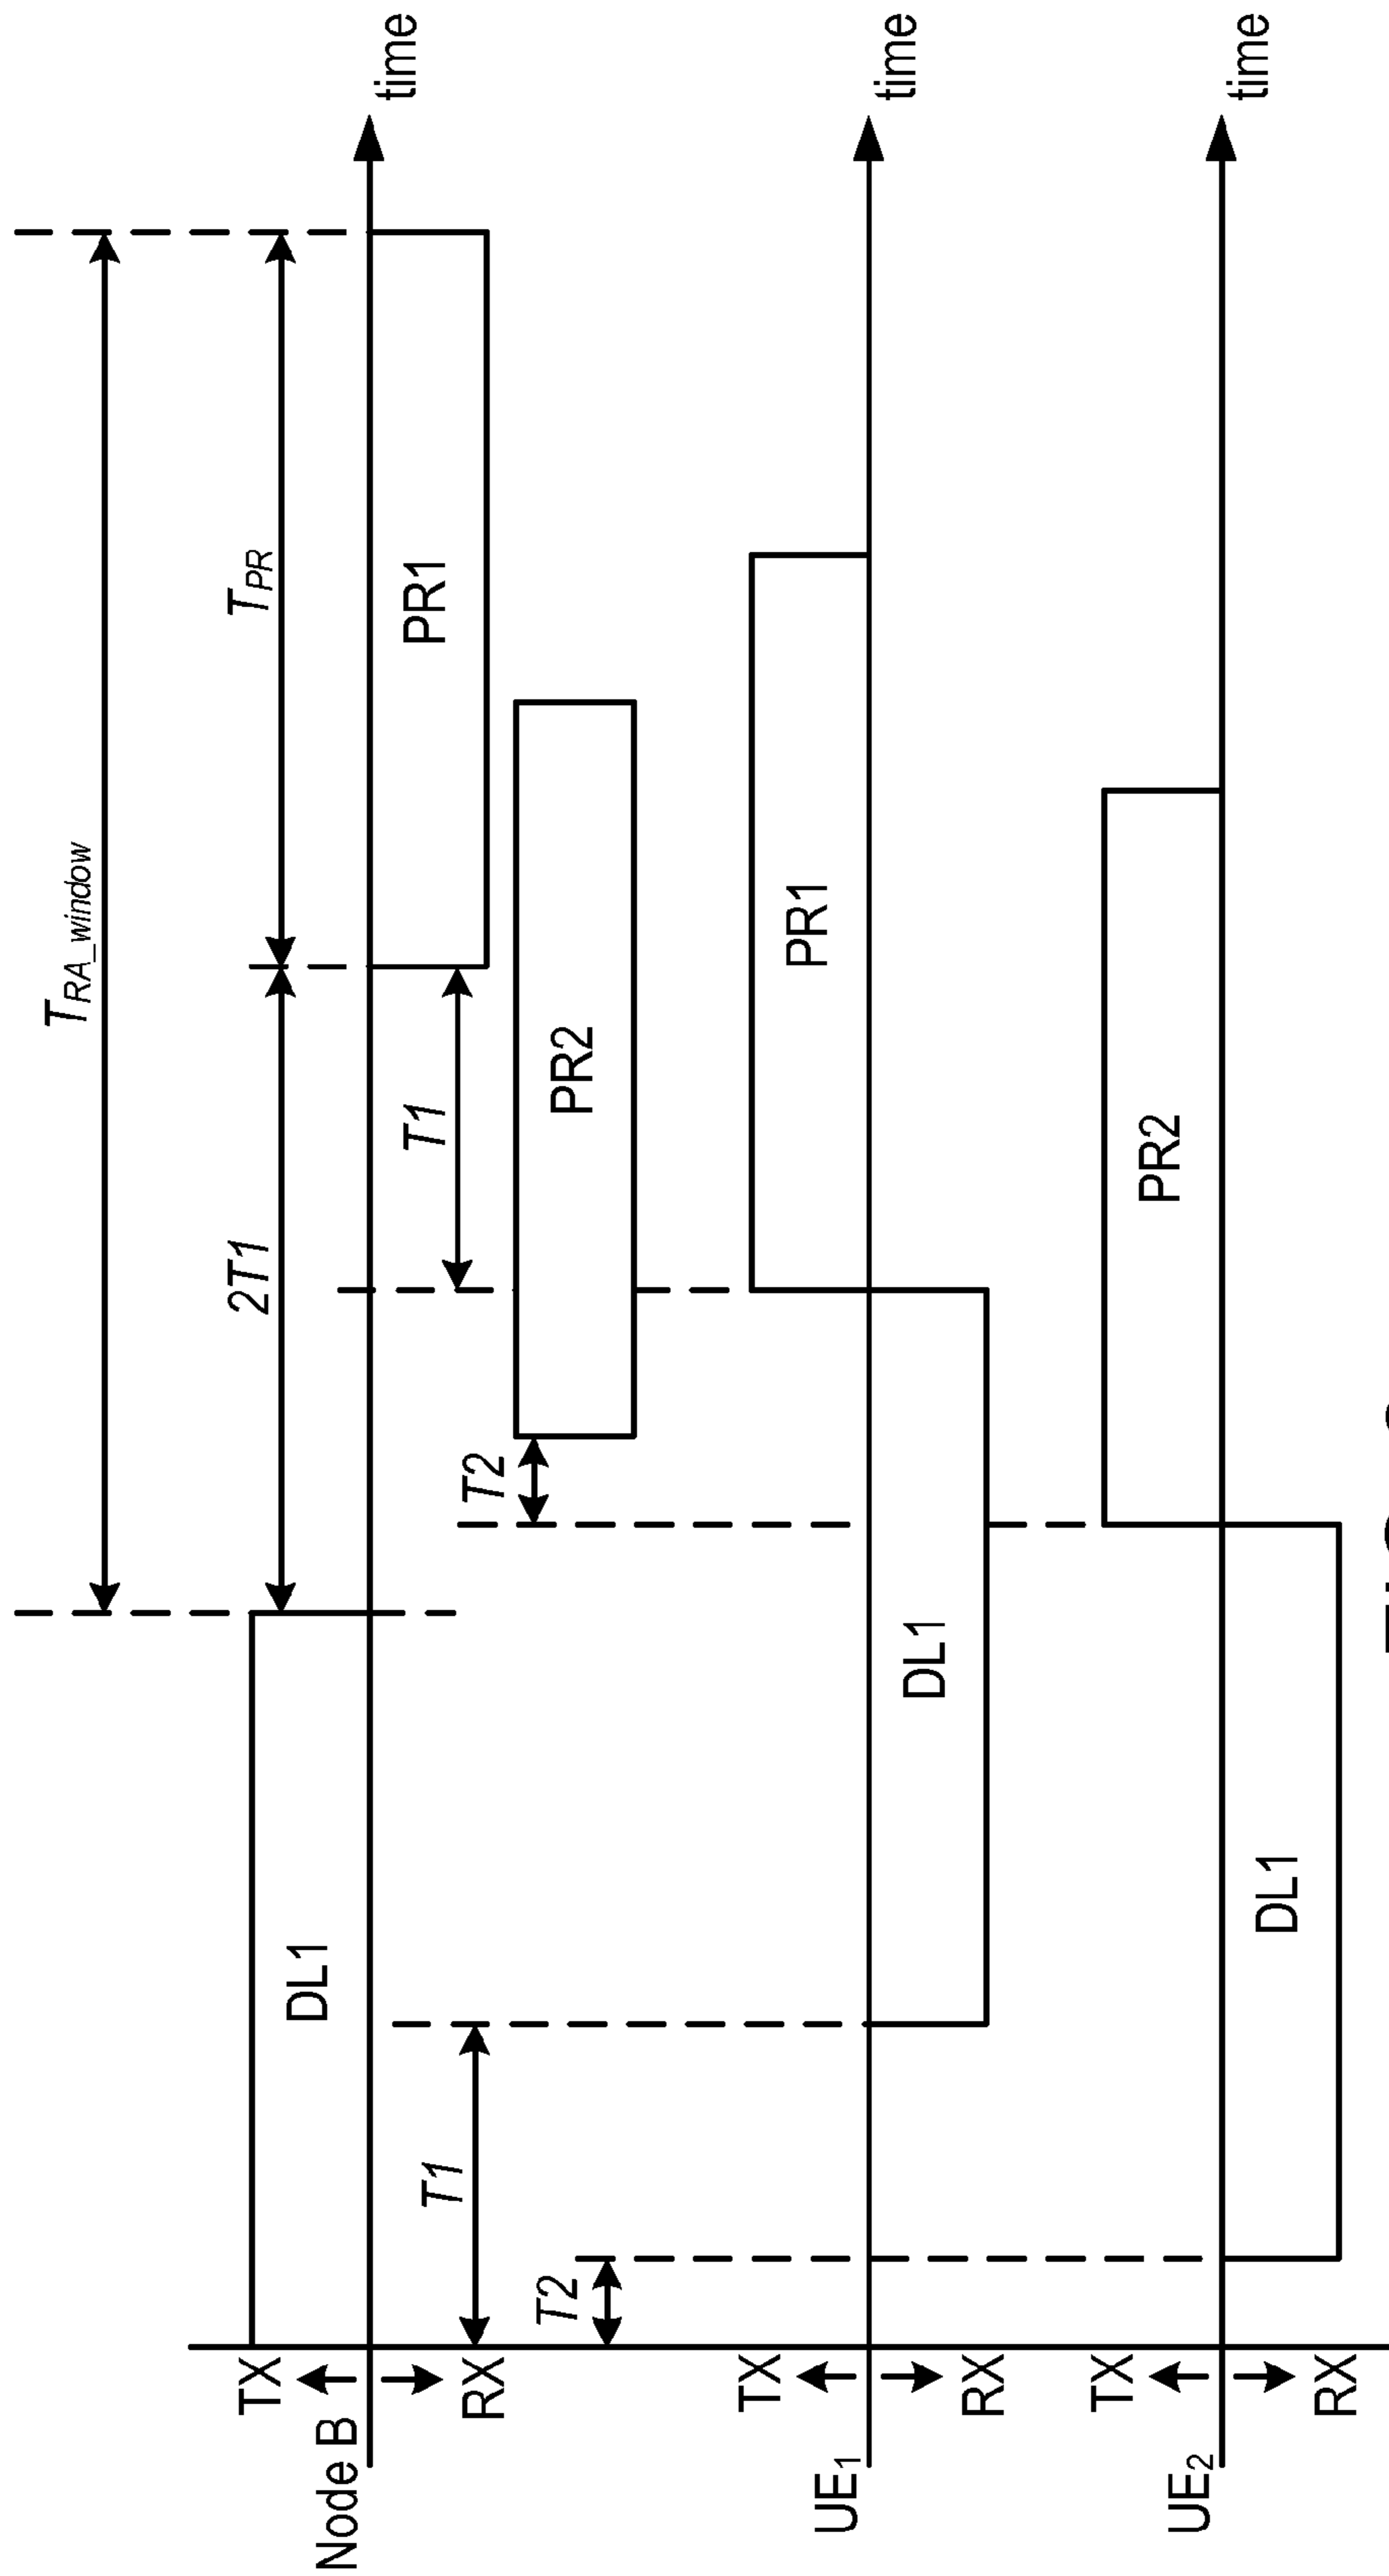 T_RA_window
2T1
T_PR
TX
DL1
Node B
RX
T1
T1
PR1
T2
T2
PR2
TX
PR1
UE1
DL1
RX
TX
PR2
UE2
DL1
RX
time
time
time